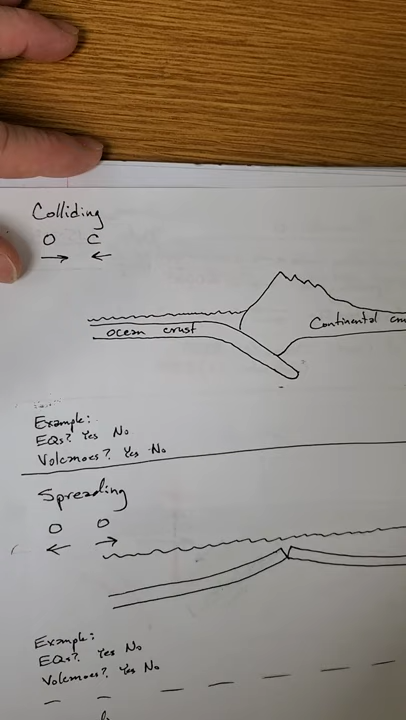 Colliding
O C
ocean crust
Continental
Example:
EQs? Yes No
Volcanoes? Yes No
Spreading
O O
Example:
EQs? Yes No
Volcanoes? Yes No